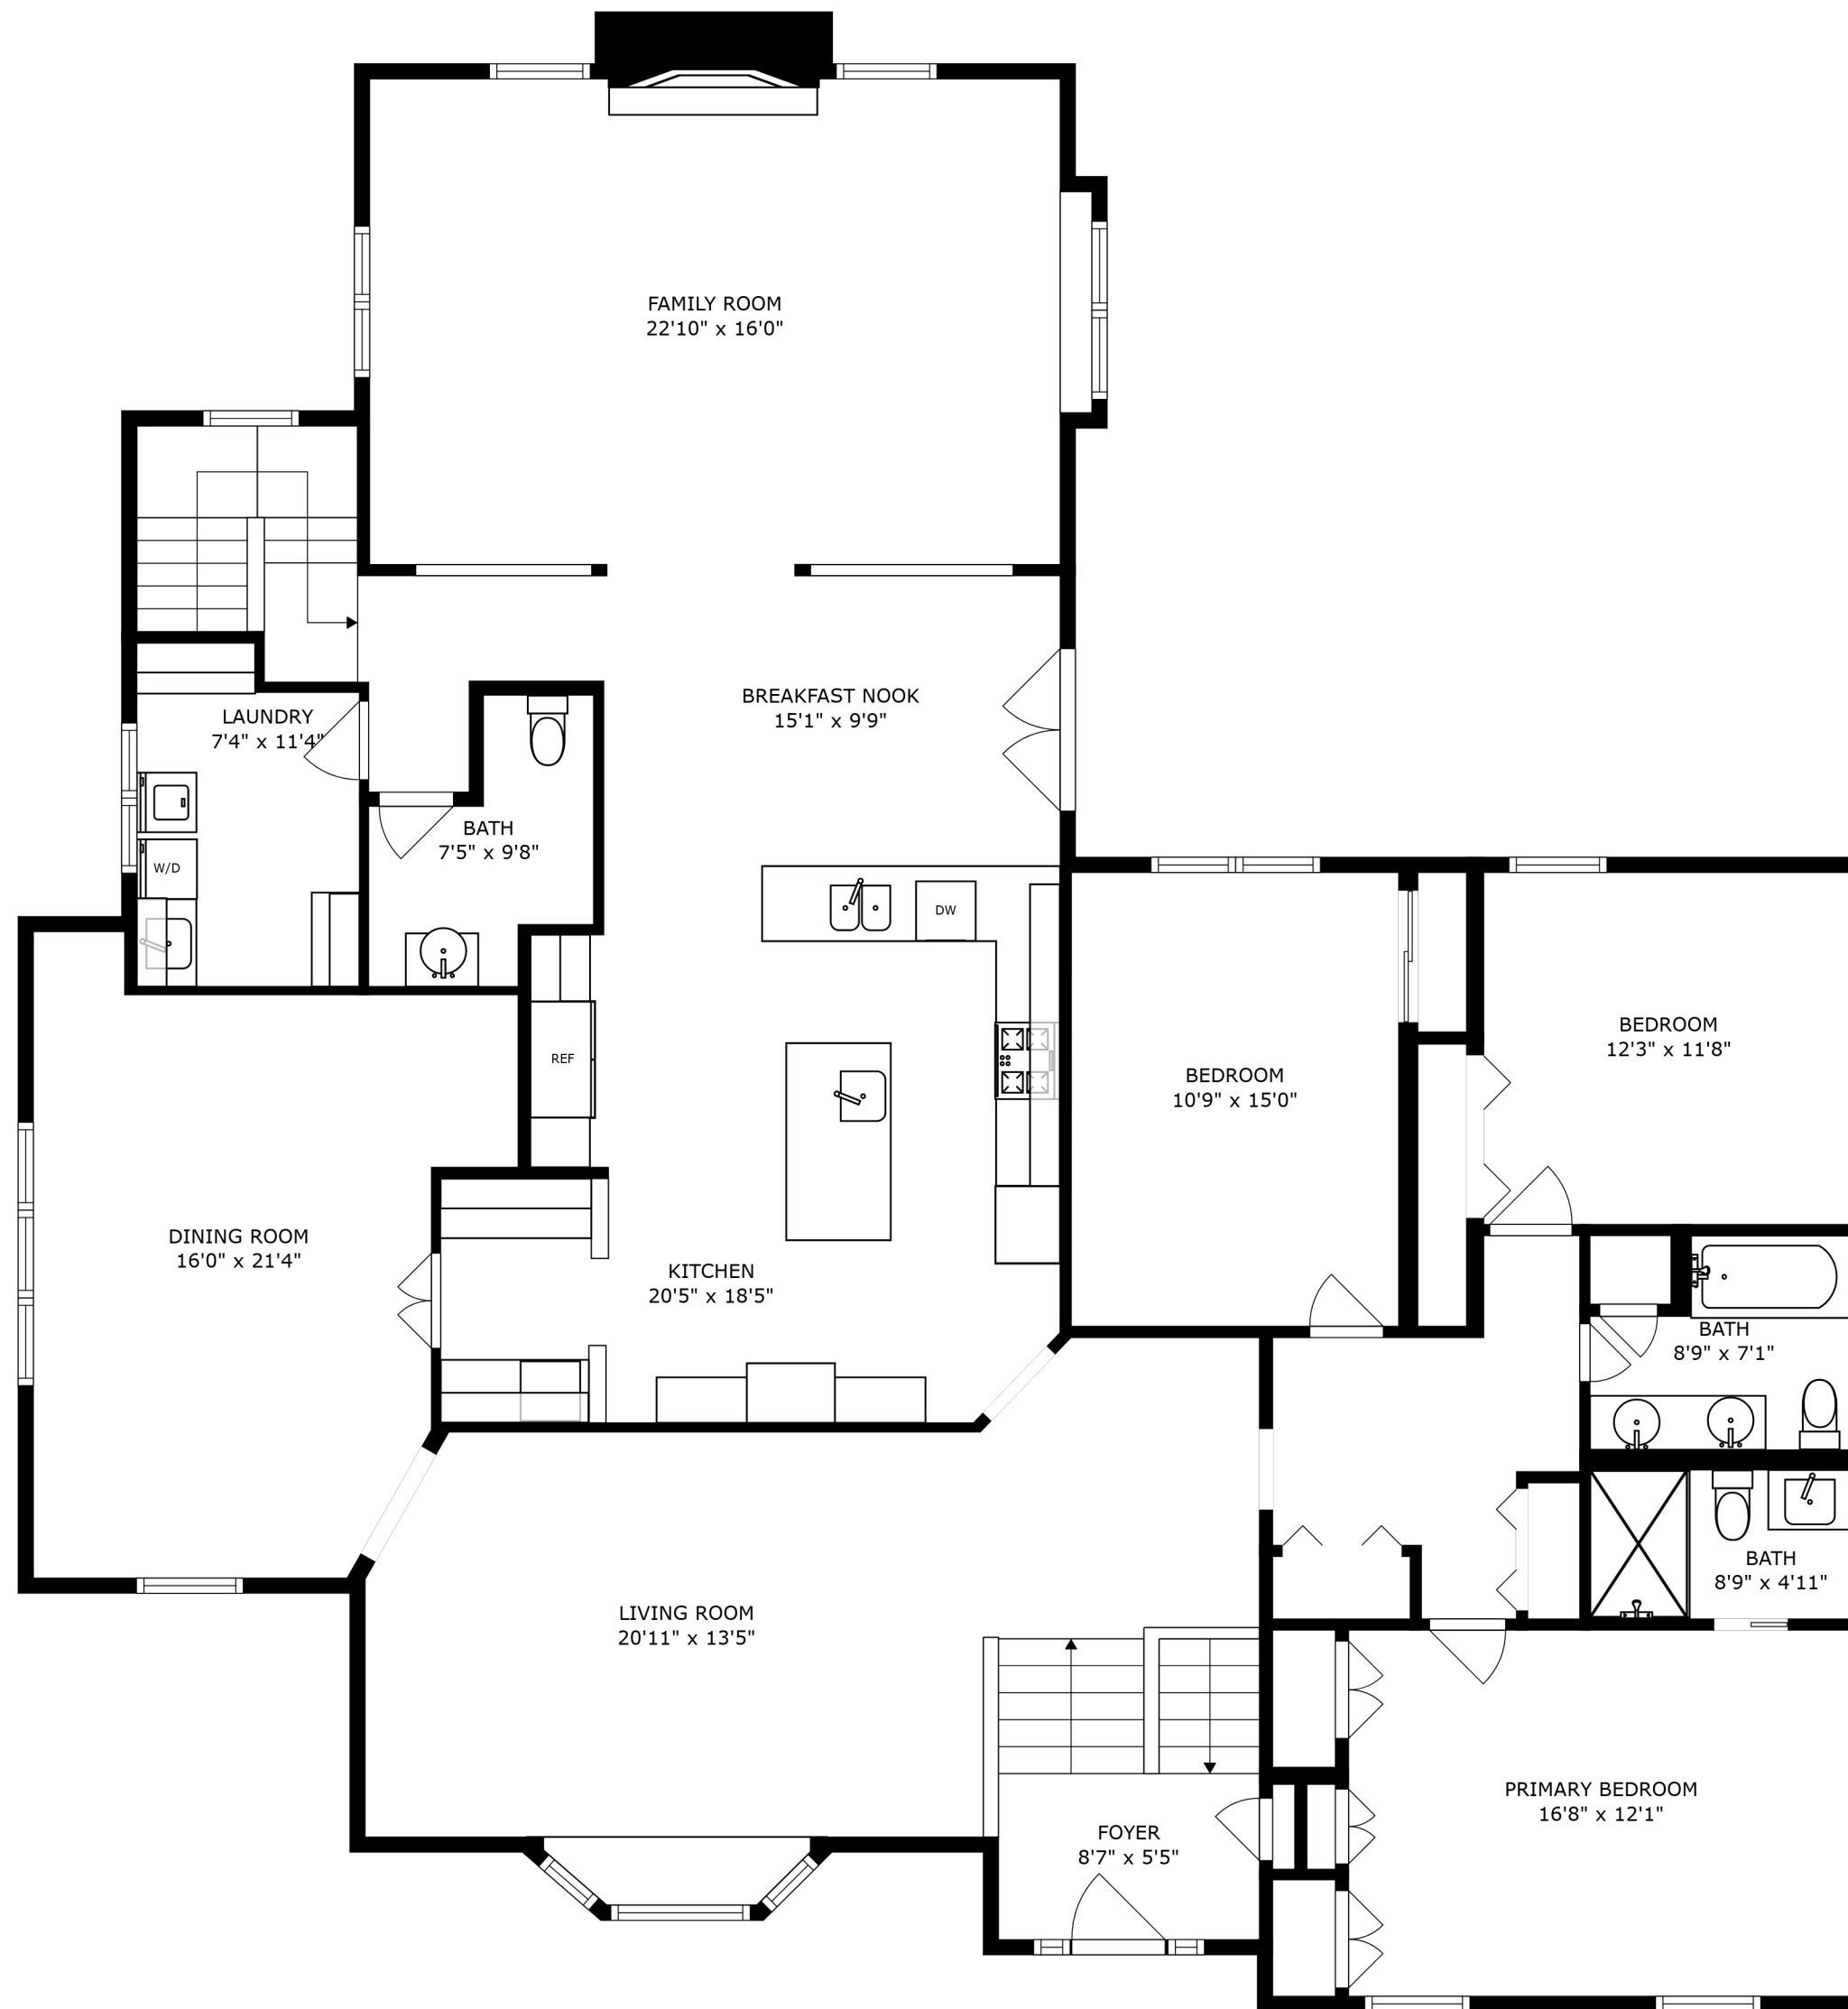 FAMILY ROOM
22'10" x 16'0"
BREAKFAST NOOK
15'1" x 9'9"
LAUNDRY
7'4" x 11'4"
BATH
7'5" x 9'8"
W/D
DW
REF
BEDROOM
10'9" x 15'0"
BEDROOM
12'3" x 11'8"
DINING ROOM
16'0" x 21'4"
KITCHEN
20'5" x 18'5"
BATH
8'9" x 7'1"
BATH
8'9" x 4'11"
LIVING ROOM
20'11" x 13'5"
PRIMARY BEDROOM
16'8" x 12'1"
FOYER
8'7" x 5'5"